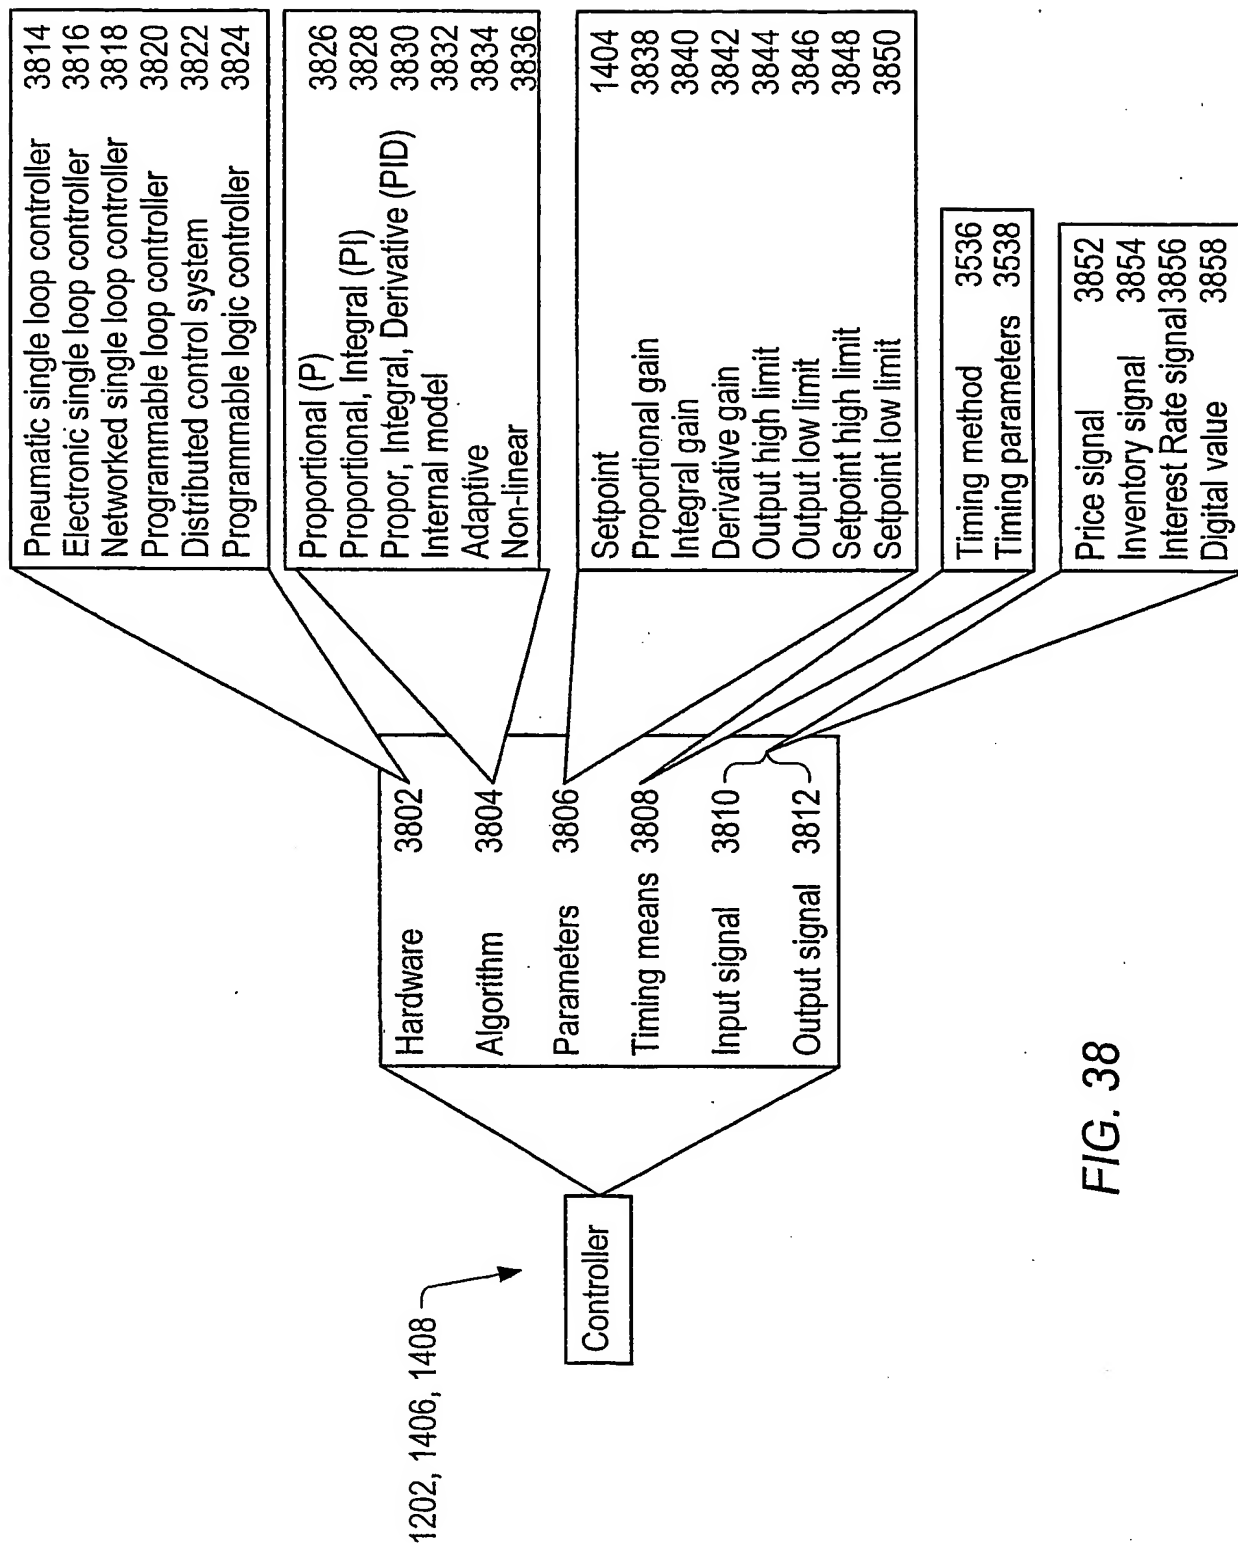 1202, 1406, 1408
Controller
Hardware 3802
Algorithm 3804
Parameters 3806
Timing means 3808
Input signal 3810
Output signal 3812
Pneumatic single loop controller 3814
Electronic single loop controller 3816
Networked single loop controller 3818
Programmable loop controller 3820
Distributed control system 3822
Programmable logic controller 3824
Proportional (P) 3826
Proportional, Integral (PI) 3828
Propor, Integral, Derivative (PID) 3830
Internal model 3832
Adaptive 3834
Non-linear 3836
Setpoint 1404
Proportional gain 3838
Integral gain 3840
Derivative gain 3842
Output high limit 3844
Output low limit 3846
Setpoint high limit 3848
Setpoint low limit 3850
Timing method 3536
Timing parameters 3538
Price signal 3852
Inventory signal 3854
Interest Rate signal 3856
Digital value 3858
FIG. 38